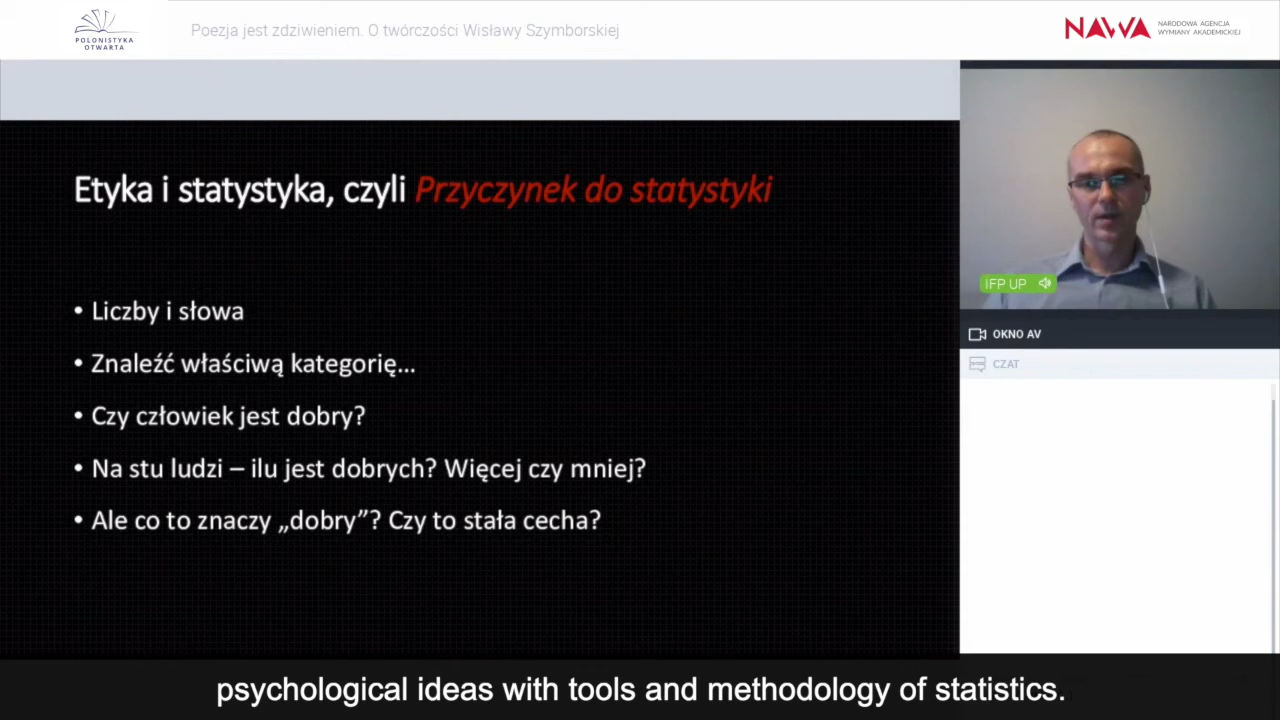 POLONISTYKA
OTWARTA
Poezja jest zdziwieniem. O twórczości Wisławy Szymborskiej
NAWA
NARODOWA AGENCJA
WYMIANY AKADEMICKIEJ
Etyka i statystyka, czyli Przyczynek do statystyki
• Liczby i słowa
• Znaleźć właściwą kategorię...
• Czy człowiek jest dobry?
• Na stu ludzi – ilu jest dobrych? Więcej czy mniej?
• Ale co to znaczy „dobry”? Czy to stała cecha?
IFP UP
OKNO AV
CZAT
psychological ideas with tools and methodology of statistics.